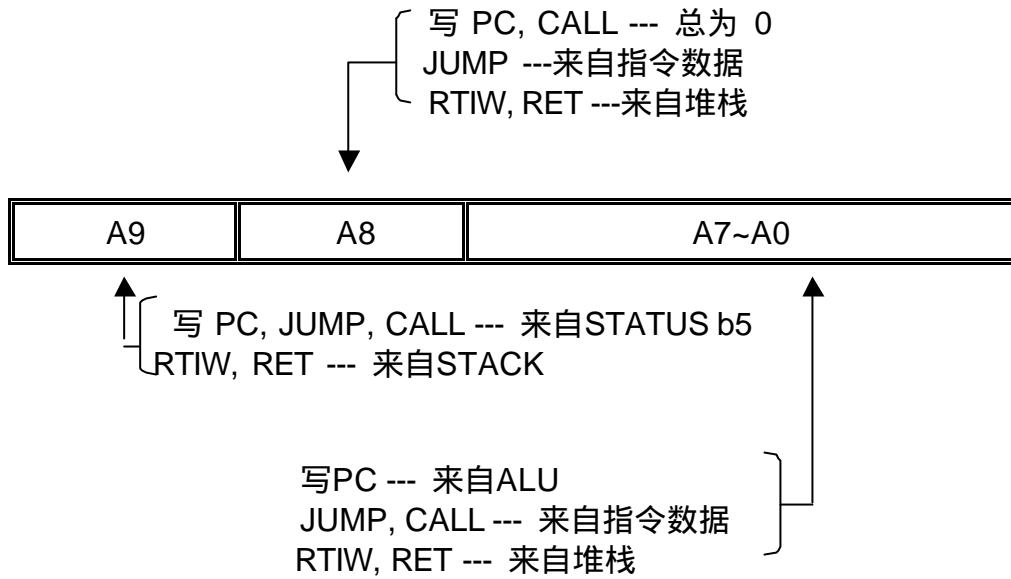 写 PC, CALL --- 总为 0
JUMP ---来自指令数据
RTIW, RET ---来自堆栈
A9 A8 A7~A0
写 PC, JUMP, CALL --- 来自STATUS b5
RTIW, RET --- 来自STACK
写PC --- 来自ALU
JUMP, CALL --- 来自指令数据
RTIW, RET --- 来自堆栈